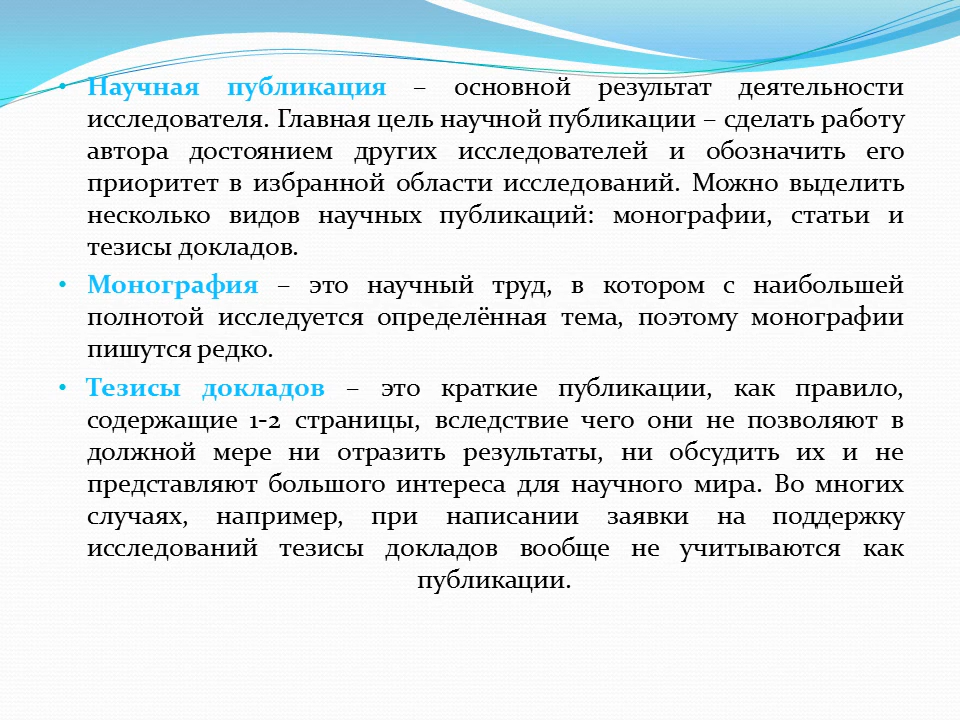 • Научная публикация – основной результат деятельности
исследователя. Главная цель научной публикации – сделать работу
автора достоянием других исследователей и обозначить его
приоритет в избранной области исследований. Можно выделить
несколько видов научных публикаций: монографии, статьи и
тезисы докладов.
• Монография – это научный труд, в котором с наибольшей
полнотой исследуется определённая тема, поэтому монографии
пишутся редко.
• Тезисы докладов – это краткие публикации, как правило,
содержащие 1-2 страницы, вследствие чего они не позволяют в
должной мере ни отразить результаты, ни обсудить их и не
представляют большого интереса для научного мира. Во многих
случаях, например, при написании заявки на поддержку
исследований тезисы докладов вообще не учитываются как
публикации.